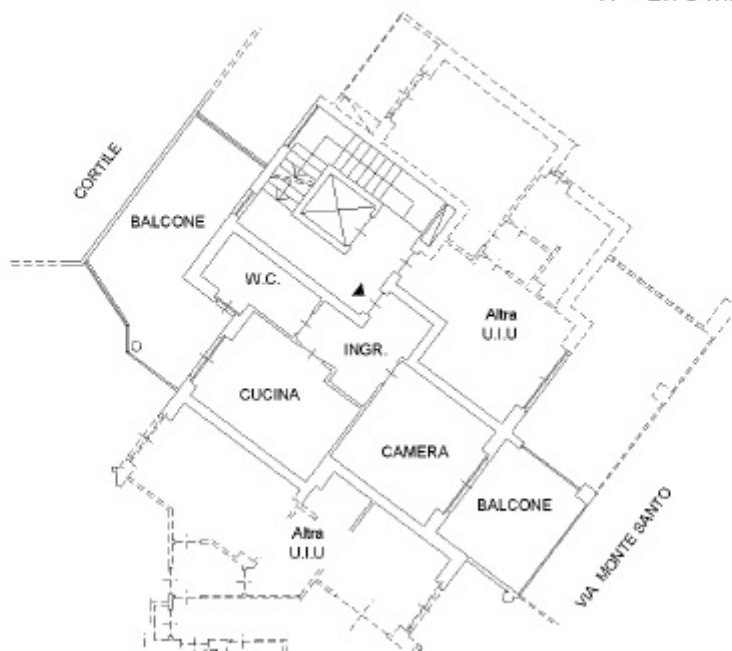 CORTILE
BALCONE
W.C.
INGR.
Altra
U.I.U
CUCINA
CAMERA
BALCONE
Altra
U.I.U
VIA MONTE SANTO